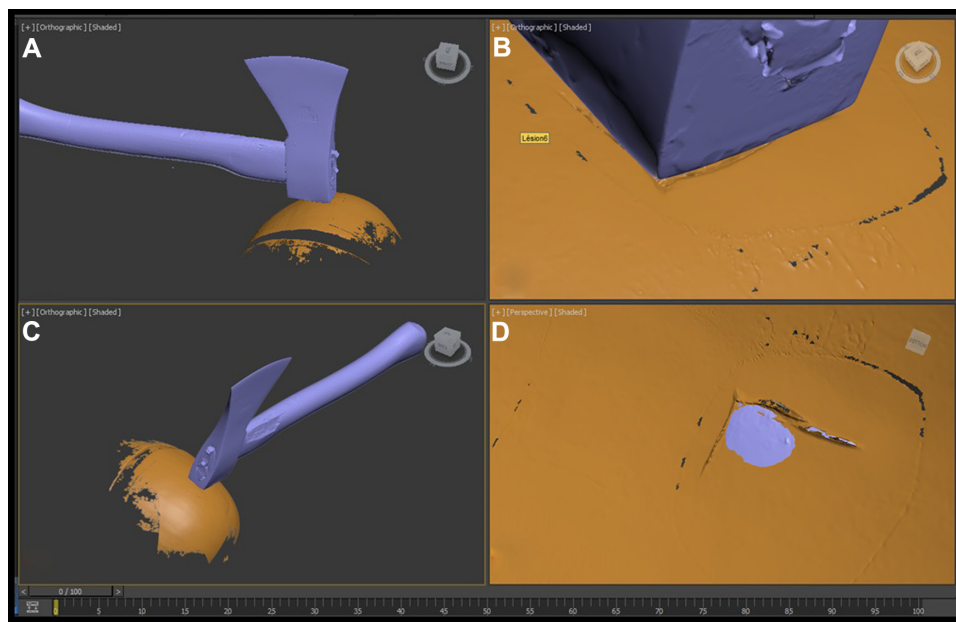 [+] [Orthographic] [Shaded]
A
[+] [Orthographic] [Shaded]
B
Lésion6
[+] [Orthographic] [Shaded]
C
[+] [Perspective] [Shaded]
D
< 0 / 100 >
0 5 10 15 20 25 30 35 40 45 50 55 60 65 70 75 80 85 90 95 100